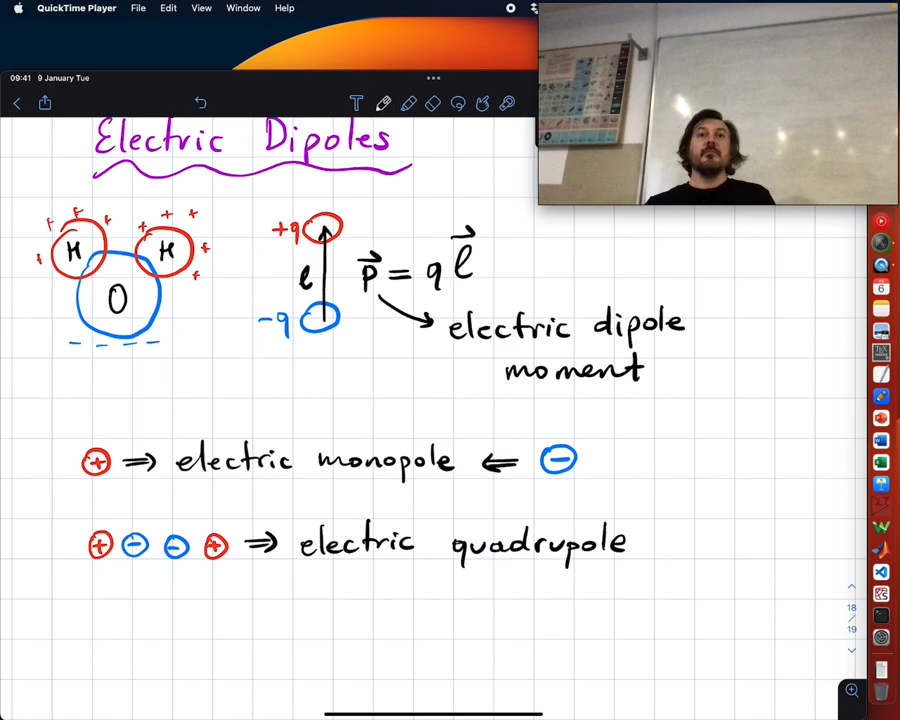 QuickTime Player File Edit View Window Help
09:41 9 January Tue
T
Electric Dipoles
+ + + + + + + + +
H H
O
– – – – –
+q
l
-q
p = q l
electric dipole
moment
+ ⇒ electric monopole ⇐ –
+ – – + ⇒ electric quadrupole
6
18
/
19